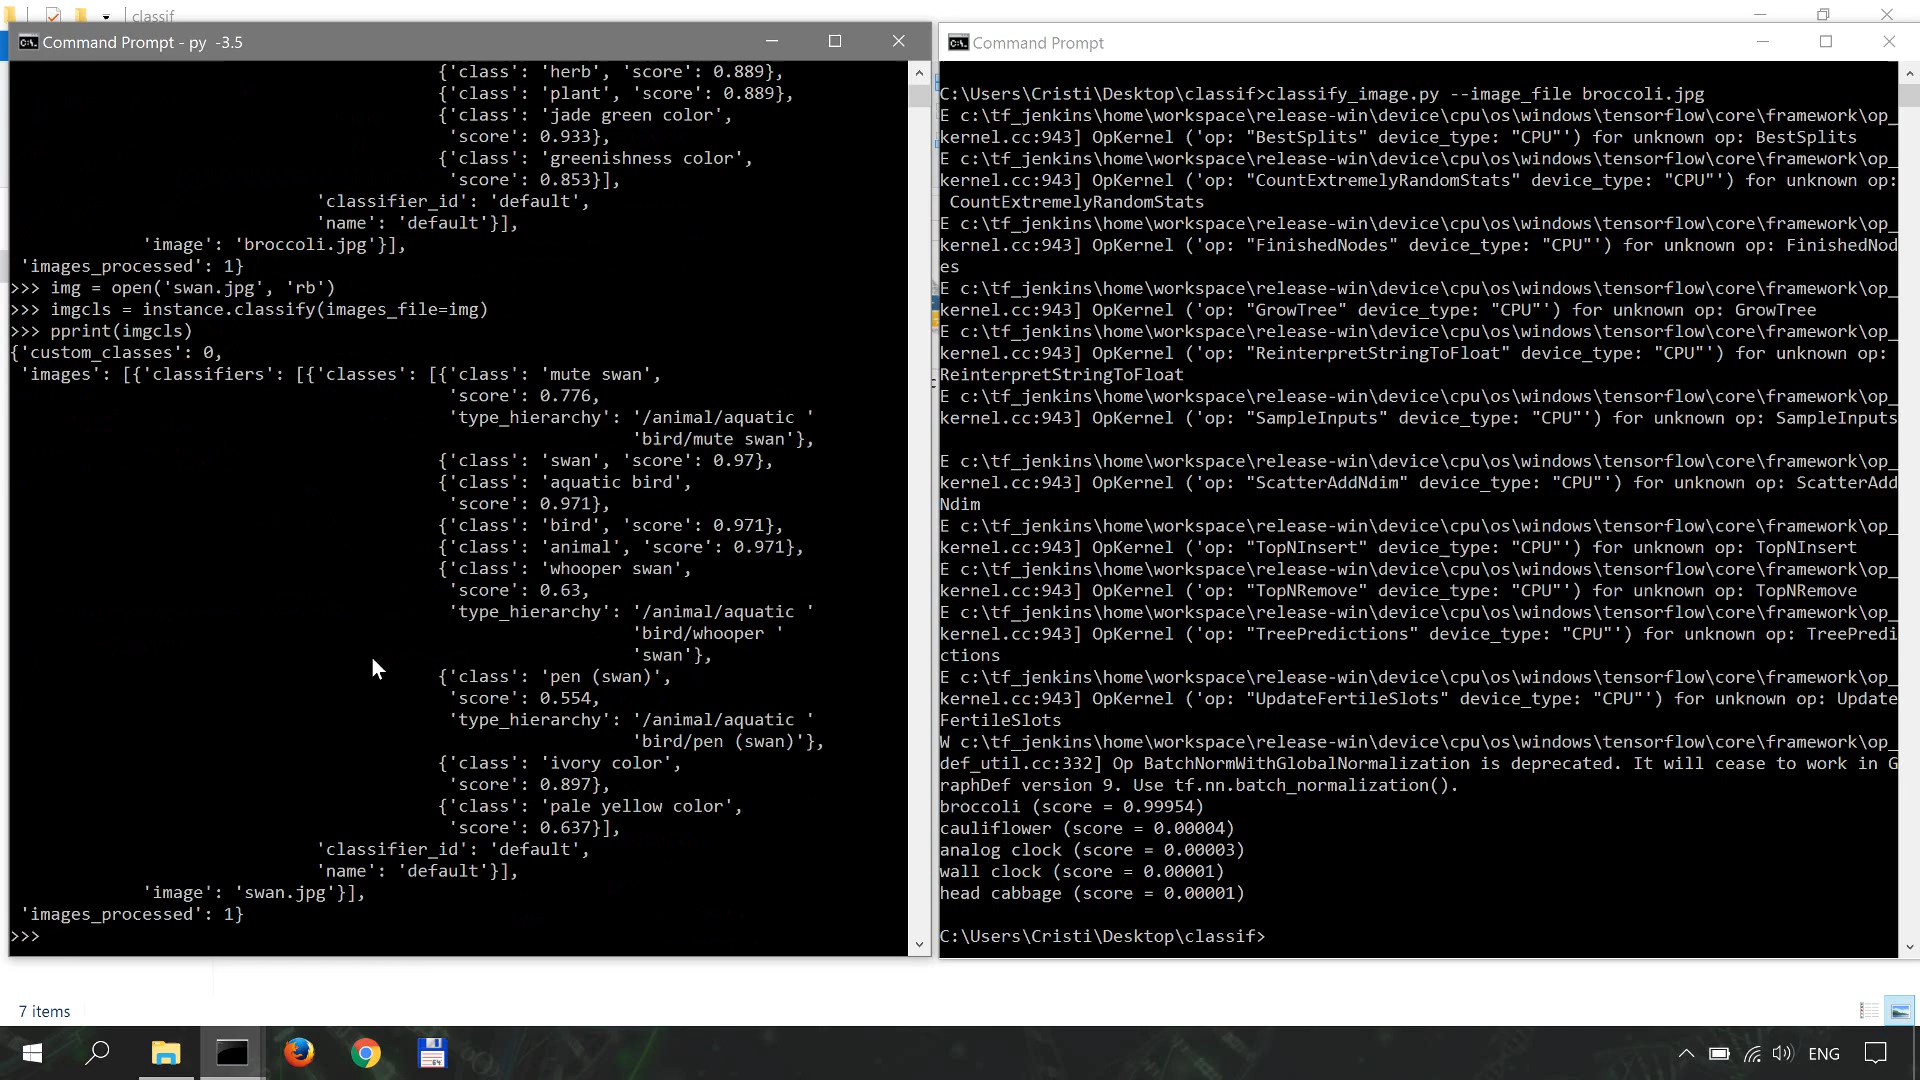 classif
Command Prompt - py  -3.5
{'class': 'herb', 'score': 0.889},
{'class': 'plant', 'score': 0.889},
{'class': 'jade green color',
'score': 0.933},
{'class': 'greenishness color',
'score': 0.853}],
'classifier_id': 'default',
'name': 'default'}],
'image': 'broccoli.jpg'}],
'images_processed': 1}
>>> img = open('swan.jpg', 'rb')
>>> imgcls = instance.classify(images_file=img)
>>> pprint(imgcls)
{'custom_classes': 0,
'images': [{'classifiers': [{'classes': [{'class': 'mute swan',
'score': 0.776,
'type_hierarchy': '/animal/aquatic '
'bird/mute swan'},
{'class': 'swan', 'score': 0.97},
{'class': 'aquatic bird',
'score': 0.971},
{'class': 'bird', 'score': 0.971},
{'class': 'animal', 'score': 0.971},
{'class': 'whooper swan',
'score': 0.63,
'type_hierarchy': '/animal/aquatic '
'bird/whooper '
'swan'},
{'class': 'pen (swan)',
'score': 0.554,
'type_hierarchy': '/animal/aquatic '
'bird/pen (swan)'},
{'class': 'ivory color',
'score': 0.897},
{'class': 'pale yellow color',
'score': 0.637}],
'classifier_id': 'default',
'name': 'default'}],
'image': 'swan.jpg'}],
'images_processed': 1}
>>>
Command Prompt
C:\Users\Cristi\Desktop\classif>classify_image.py --image_file broccoli.jpg
E c:\tf_jenkins\home\workspace\release-win\device\cpu\os\windows\tensorflow\core\framework\op_
kernel.cc:943] OpKernel ('op: "BestSplits" device_type: "CPU"') for unknown op: BestSplits
E c:\tf_jenkins\home\workspace\release-win\device\cpu\os\windows\tensorflow\core\framework\op_
kernel.cc:943] OpKernel ('op: "CountExtremelyRandomStats" device_type: "CPU"') for unknown op:
CountExtremelyRandomStats
E c:\tf_jenkins\home\workspace\release-win\device\cpu\os\windows\tensorflow\core\framework\op_
kernel.cc:943] OpKernel ('op: "FinishedNodes" device_type: "CPU"') for unknown op: FinishedNod
es
E c:\tf_jenkins\home\workspace\release-win\device\cpu\os\windows\tensorflow\core\framework\op_
kernel.cc:943] OpKernel ('op: "GrowTree" device_type: "CPU"') for unknown op: GrowTree
E c:\tf_jenkins\home\workspace\release-win\device\cpu\os\windows\tensorflow\core\framework\op_
kernel.cc:943] OpKernel ('op: "ReinterpretStringToFloat" device_type: "CPU"') for unknown op:
ReinterpretStringToFloat
E c:\tf_jenkins\home\workspace\release-win\device\cpu\os\windows\tensorflow\core\framework\op_
kernel.cc:943] OpKernel ('op: "SampleInputs" device_type: "CPU"') for unknown op: SampleInputs
E c:\tf_jenkins\home\workspace\release-win\device\cpu\os\windows\tensorflow\core\framework\op_
kernel.cc:943] OpKernel ('op: "ScatterAddNdim" device_type: "CPU"') for unknown op: ScatterAdd
Ndim
E c:\tf_jenkins\home\workspace\release-win\device\cpu\os\windows\tensorflow\core\framework\op_
kernel.cc:943] OpKernel ('op: "TopNInsert" device_type: "CPU"') for unknown op: TopNInsert
E c:\tf_jenkins\home\workspace\release-win\device\cpu\os\windows\tensorflow\core\framework\op_
kernel.cc:943] OpKernel ('op: "TopNRemove" device_type: "CPU"') for unknown op: TopNRemove
E c:\tf_jenkins\home\workspace\release-win\device\cpu\os\windows\tensorflow\core\framework\op_
kernel.cc:943] OpKernel ('op: "TreePredictions" device_type: "CPU"') for unknown op: TreePredi
ctions
E c:\tf_jenkins\home\workspace\release-win\device\cpu\os\windows\tensorflow\core\framework\op_
kernel.cc:943] OpKernel ('op: "UpdateFertileSlots" device_type: "CPU"') for unknown op: Update
FertileSlots
W c:\tf_jenkins\home\workspace\release-win\device\cpu\os\windows\tensorflow\core\framework\op_
def_util.cc:332] Op BatchNormWithGlobalNormalization is deprecated. It will cease to work in G
raphDef version 9. Use tf.nn.batch_normalization().
broccoli (score = 0.99954)
cauliflower (score = 0.00004)
analog clock (score = 0.00003)
wall clock (score = 0.00001)
head cabbage (score = 0.00001)
C:\Users\Cristi\Desktop\classif>
7 items
64
ENG